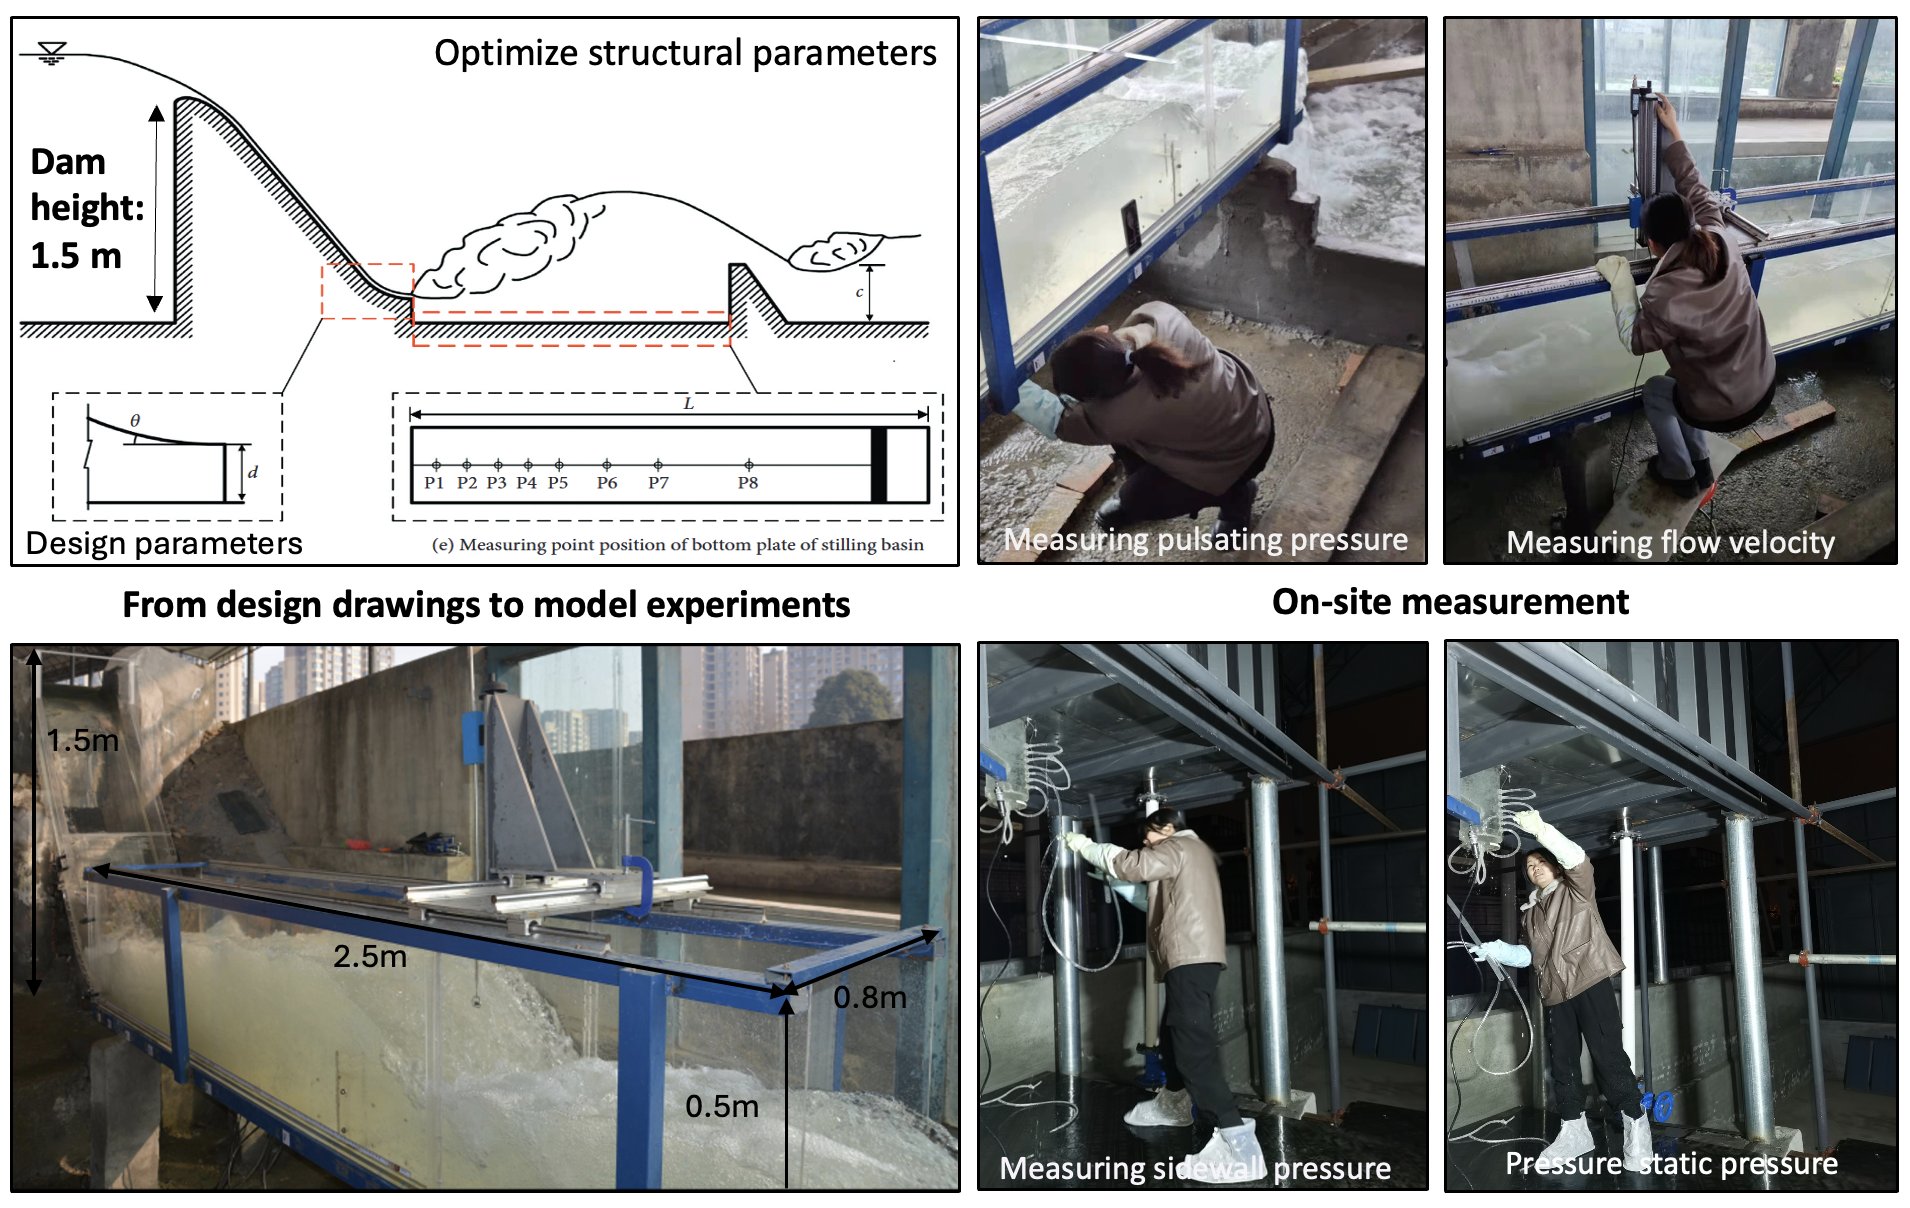 Optimize structural parameters
Dam
height:
1.5 m
c
θ
d
L
P1 P2 P3 P4 P5 P6 P7 P8
Design parameters
(e) Measuring point position of bottom plate of stilling basin
Measuring pulsating pressure
Measuring flow velocity
From design drawings to model experiments
On-site measurement
1.5m
2.5m
0.8m
0.5m
Measuring sidewall pressure
Pressure static pressure